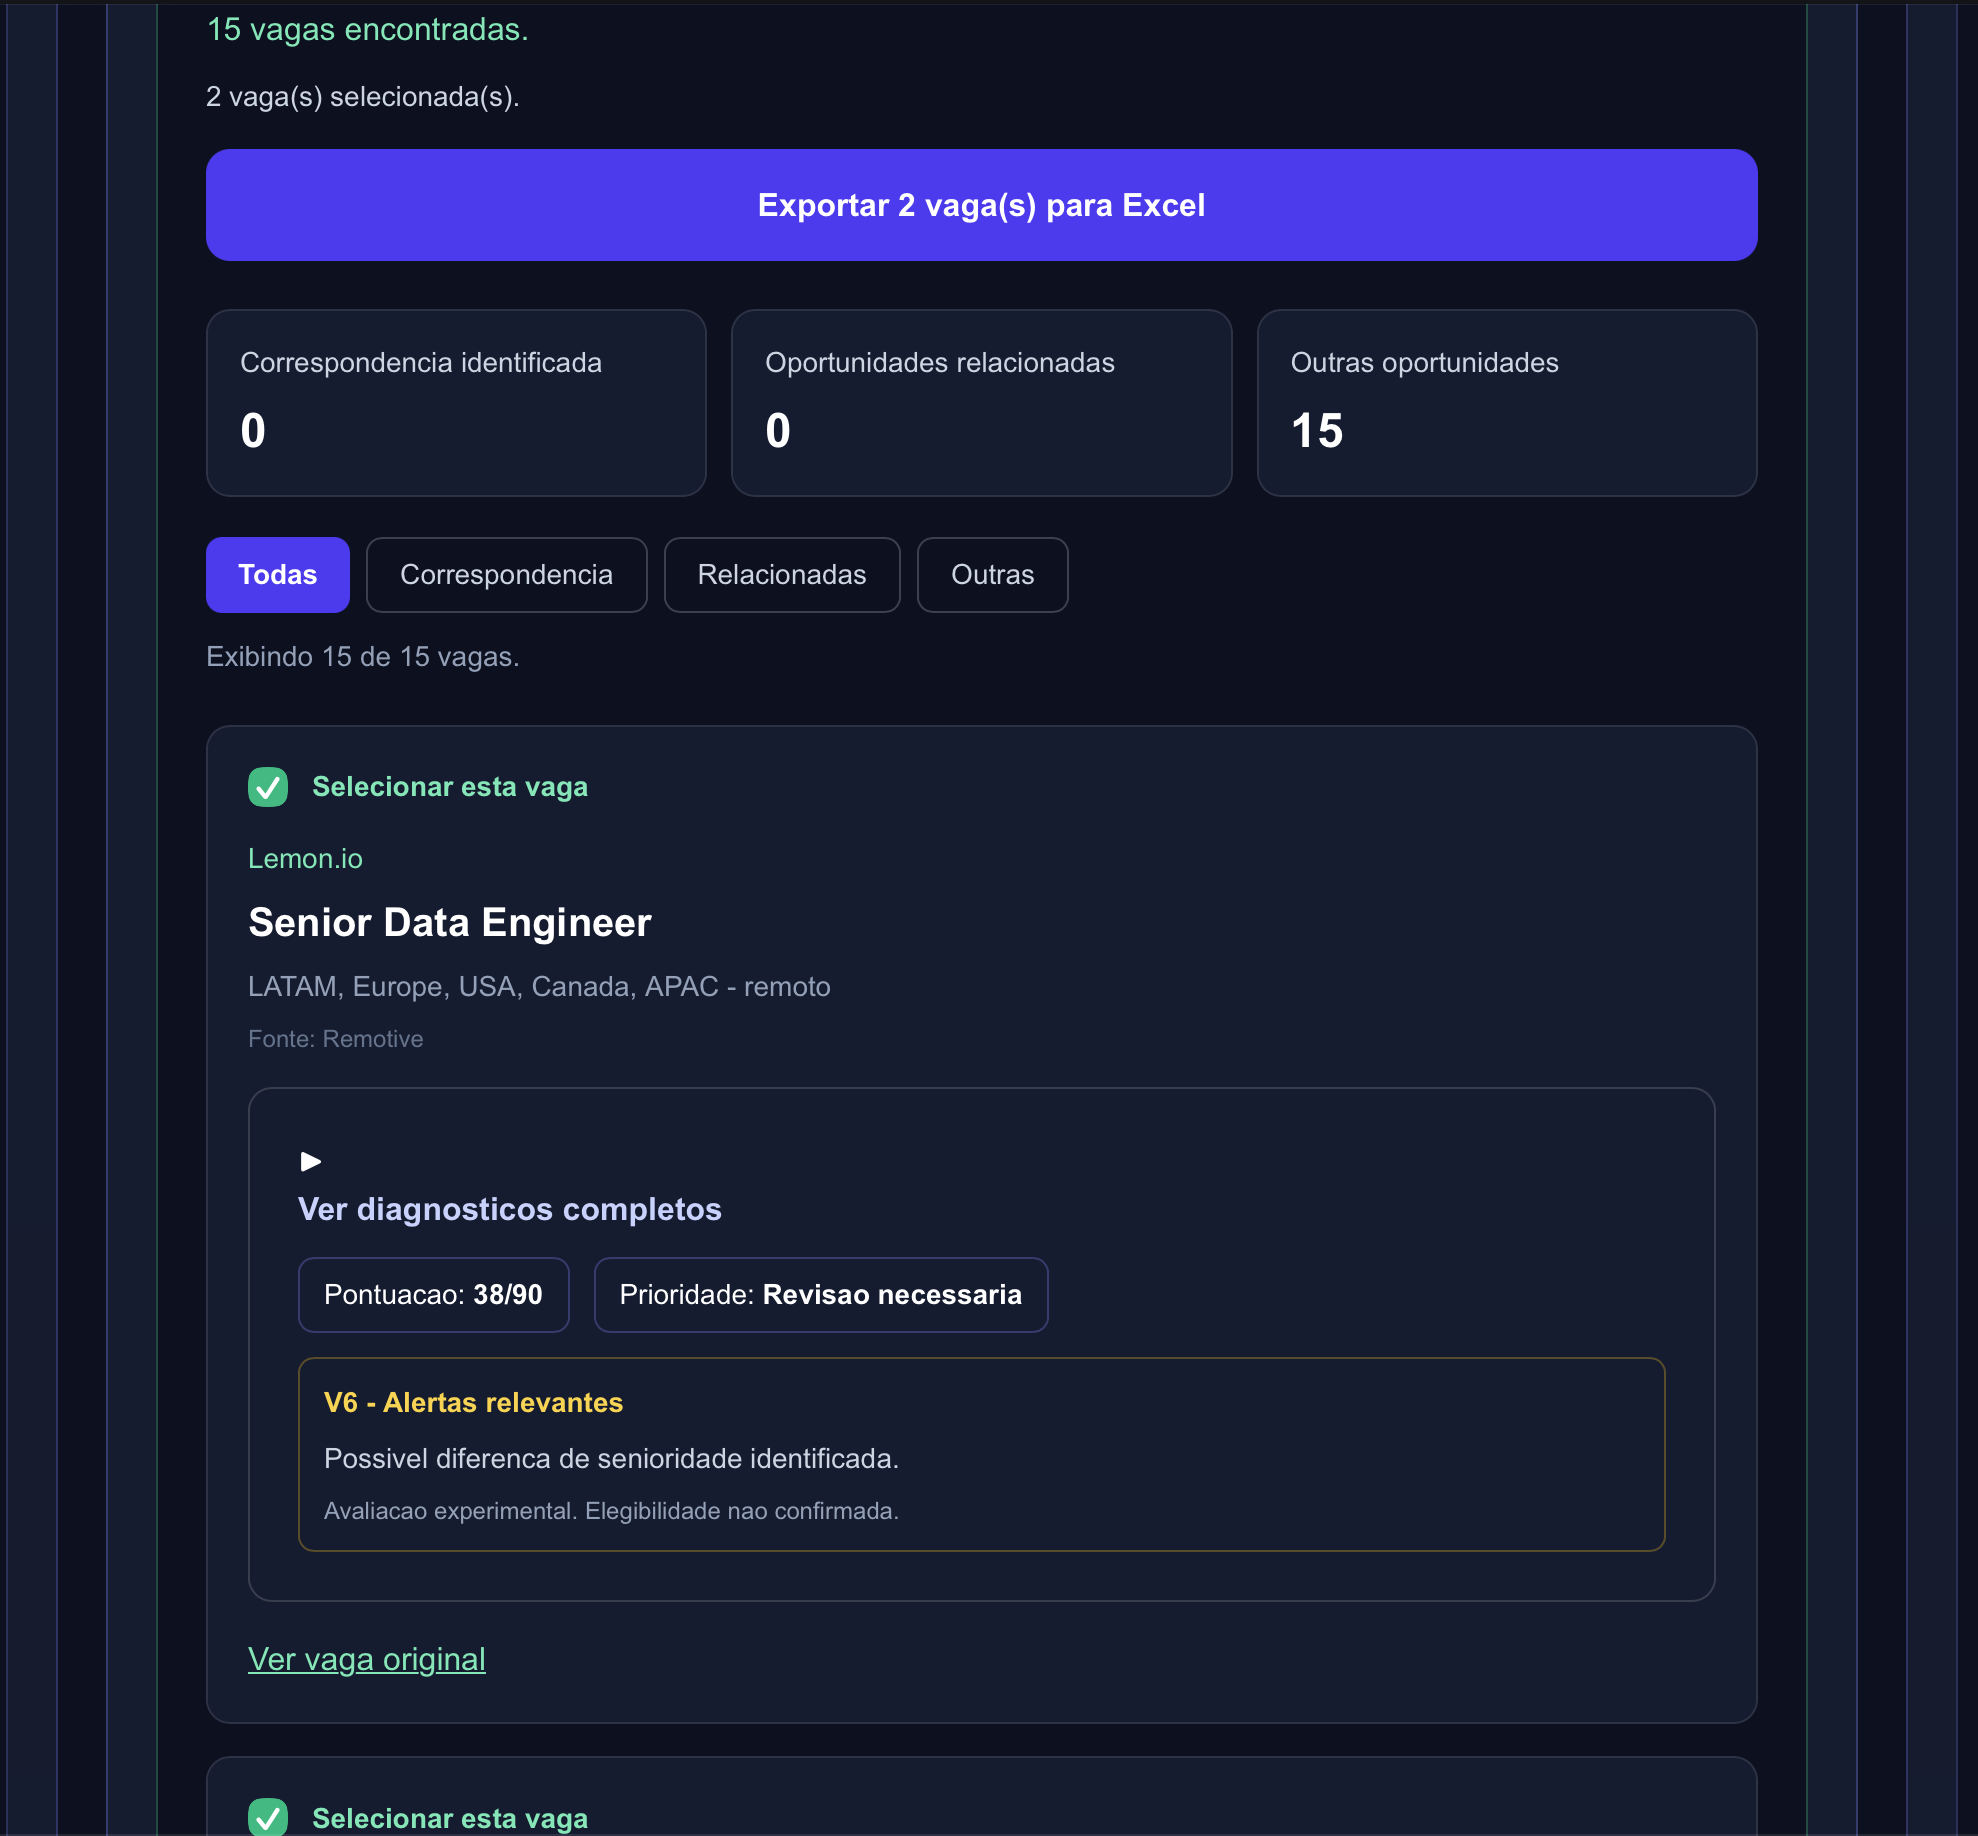 15 vagas encontradas.
2 vaga(s) selecionada(s).
Exportar 2 vaga(s) para Excel
Correspondencia identificada
0
Oportunidades relacionadas
0
Outras oportunidades
15
Todas
Correspondencia
Relacionadas
Outras
Exibindo 15 de 15 vagas.
Selecionar esta vaga
Lemon.io
Senior Data Engineer
LATAM, Europe, USA, Canada, APAC - remoto
Fonte: Remotive
Ver diagnosticos completos
Pontuacao: 38/90
Prioridade: Revisao necessaria
V6 - Alertas relevantes
Possivel diferenca de senioridade identificada.
Avaliacao experimental. Elegibilidade nao confirmada.
Ver vaga original
Selecionar esta vaga